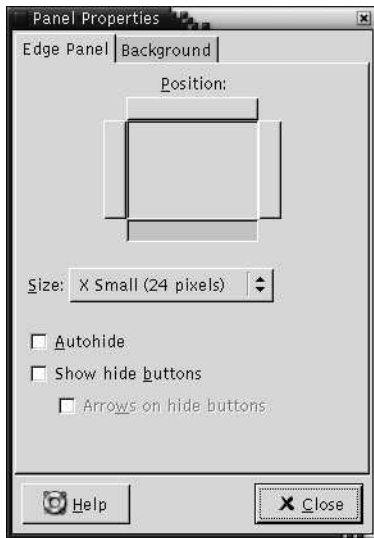 Panel Properties
Edge Panel
Background
Position:
Size: X Small (24 pixels)
Autohide
Show hide buttons
Arrows on hide buttons
Help
Close